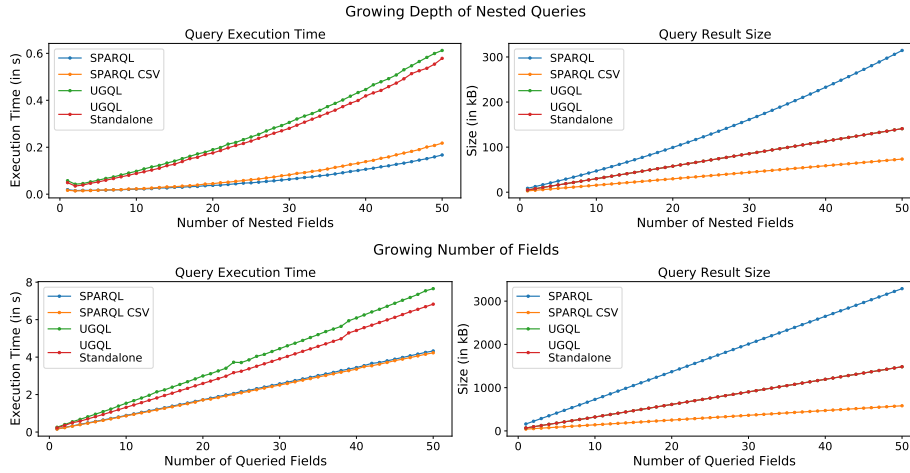 Growing Depth of Nested Queries
Query Execution Time
Execution Time (in s)
0.6
0.4
0.2
0.0
SPARQL
SPARQL CSV
UGQL
UGQL
Standalone
0 10 20 30 40 50
Number of Nested Fields
Query Result Size
Size (in kB)
300
200
100
0
SPARQL
SPARQL CSV
UGQL
UGQL
Standalone
0 10 20 30 40 50
Number of Nested Fields
Growing Number of Fields
Query Execution Time
Execution Time (in s)
8
6
4
2
0
SPARQL
SPARQL CSV
UGQL
UGQL
Standalone
0 10 20 30 40 50
Number of Queried Fields
Query Result Size
Size (in kB)
3000
2000
1000
0
SPARQL
SPARQL CSV
UGQL
UGQL
Standalone
0 10 20 30 40 50
Number of Queried Fields